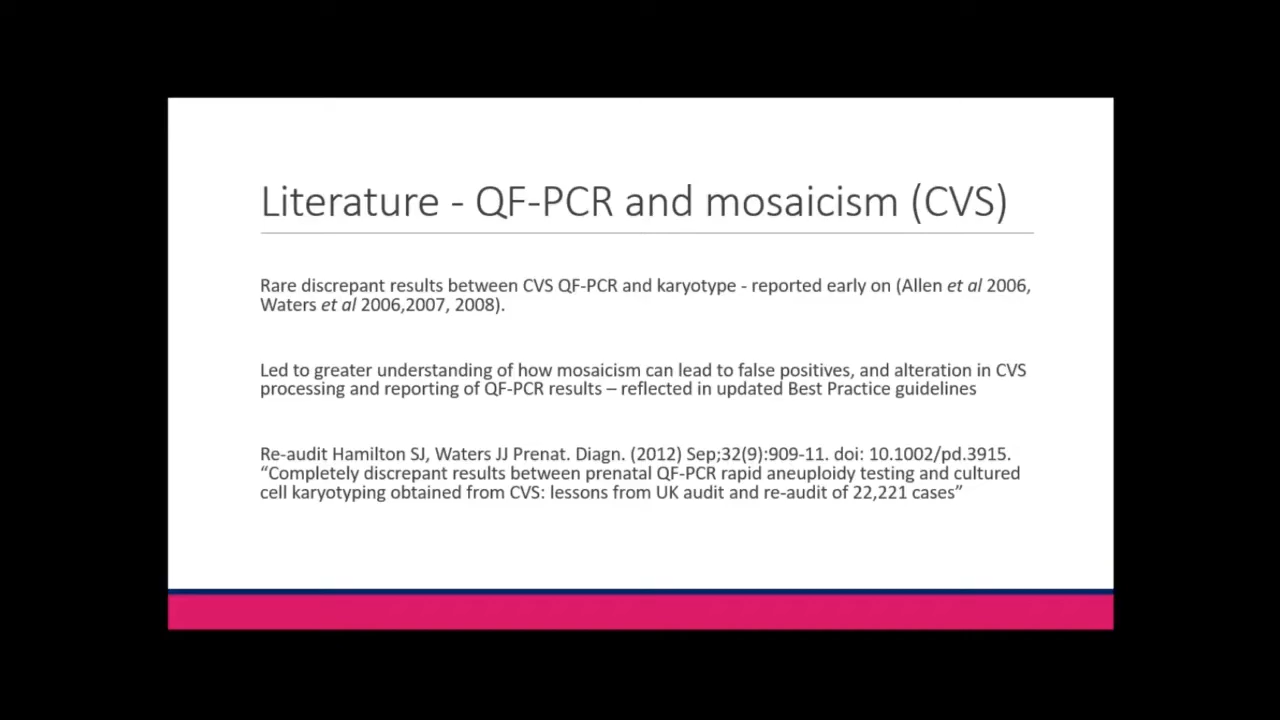 Literature - QF-PCR and mosaicism (CVS)
Rare discrepant results between CVS QF-PCR and karyotype - reported early on (Allen et al 2006,
Waters et al 2006,2007, 2008).
Led to greater understanding of how mosaicism can lead to false positives, and alteration in CVS
processing and reporting of QF-PCR results – reflected in updated Best Practice guidelines
Re-audit Hamilton SJ, Waters JJ Prenat. Diagn. (2012) Sep;32(9):909-11. doi: 10.1002/pd.3915.
“Completely discrepant results between prenatal QF-PCR rapid aneuploidy testing and cultured
cell karyotyping obtained from CVS: lessons from UK audit and re-audit of 22,221 cases”